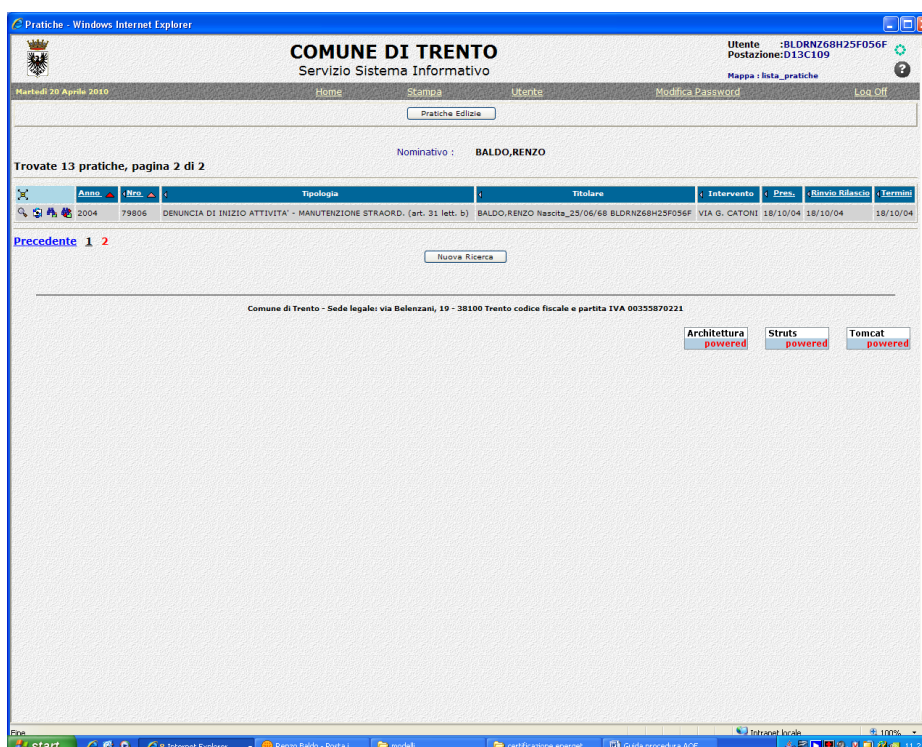 Pratiche - Windows Internet Explorer
COMUNE DI TRENTO
Servizio Sistema Informativo
Utente :BLDRNZ68H25F056F
Postazione:D13C109
Mappa : lista_pratiche
Martedì 20 Aprile 2010 Home Stampa Utente Modifica Password Log Off
Pratiche Edlizie
Nominativo : BALDO,RENZO
Trovate 13 pratiche, pagina 2 di 2
Anno Nro Tipologia Titolare Intervento Pres. Rinvio Rilascio Termini
2004 79806 DENUNCIA DI INIZIO ATTIVITA' - MANUTENZIONE STRAORD. (art. 31 lett. b) BALDO,RENZO Nascita_25/06/68 BLDRNZ68H25F056F VIA G. CATONI 18/10/04 18/10/04 18/10/04
Precedente 1 2
Nuova Ricerca
Comune di Trento - Sede legale: via Belenzani, 19 - 38100 Trento codice fiscale e partita IVA 00355870221
Architettura powered
Struts powered
Tomcat powered
Fine Intranet locale 100%
start Internet Explorer Renzo Baldo - Posta i modelli certificazione energet Guida procedura AOE